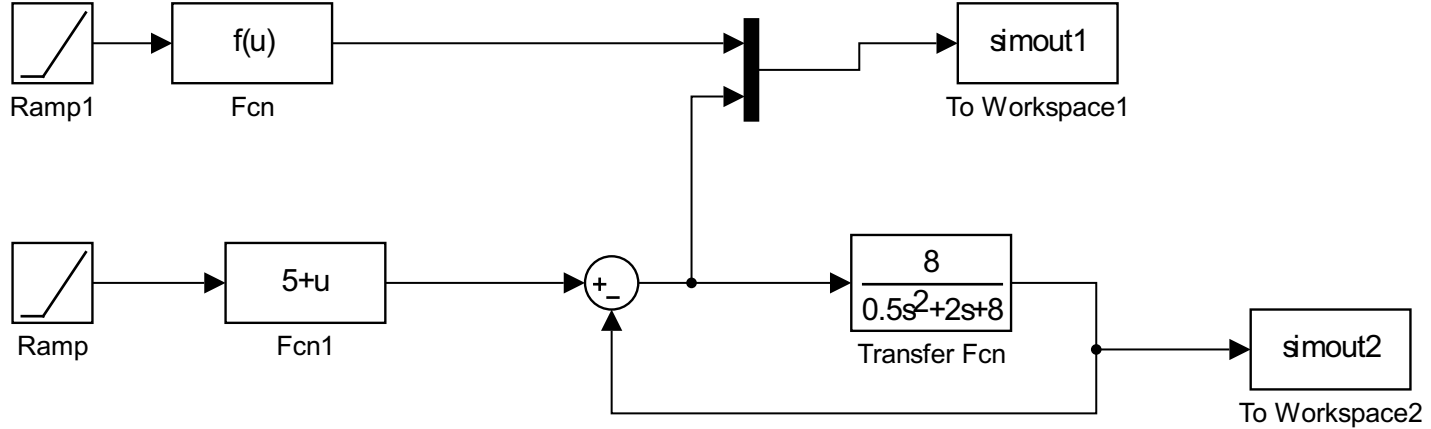 f(u)
simout1
Ramp1
Fcn
To Workspace1
5+u
+
−
8
0.5s²+2s+8
simout2
Ramp
Fcn1
Transfer Fcn
To Workspace2